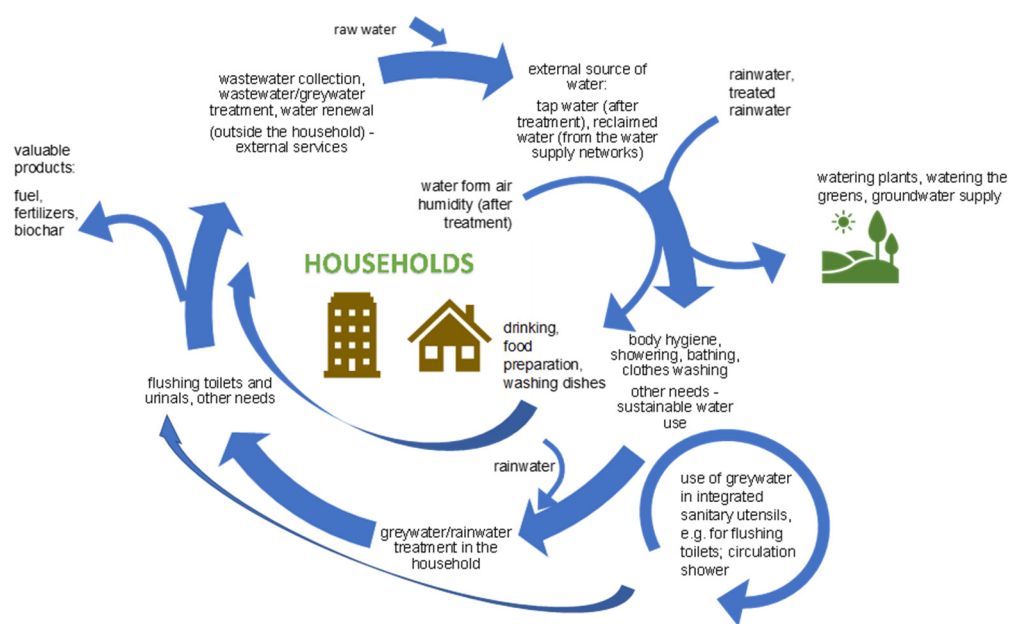 raw water
wastewater collection,
wastewater/greywater
treatment, water renewal
(outside the household) -
external services
external source of
water:
tap water (after
treatment), reclaimed
water (from the water
supply networks)
rainwater,
treated
rainwater
valuable
products:
fuel,
fertilizers,
biochar
water form air
humidity (after
treatment)
watering plants, watering the
greens, groundwater supply
HOUSEHOLDS
drinking,
food
preparation,
washing dishes
body hygiene,
showering, bathing,
clothes washing
other needs -
sustainable water
use
flushing toilets and
urinals, other needs
rainwater
use of greywater
in integrated
sanitary utensils,
e.g. for flushing
toilets; circulation
shower
greywater/rainwater
treatment in the
household